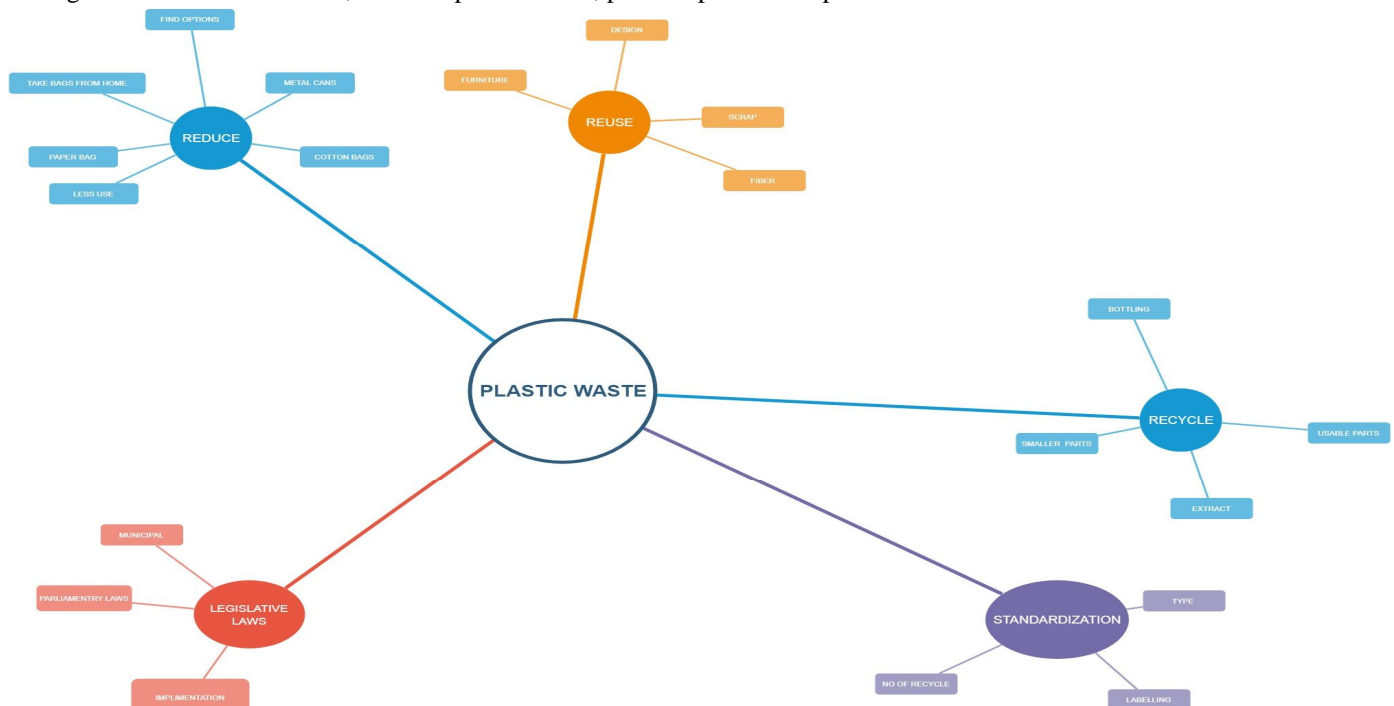 FIND OPTIONS
TAKE BAGS FROM HOME
METAL CANS
REDUCE
PAPER BAG
COTTON BAGS
LESS USE
DESIGN
FURNITURE
REUSE
SCRAP
FIBER
PLASTIC WASTE
BOTTLING
RECYCLE
SMALLER PARTS
USABLE PARTS
EXTRACT
MUNICIPAL
PARLIAMENTRY LAWS
LEGISLATIVE
LAWS
IMPLIMENTATION
TYPE
STANDARDIZATION
NO OF RECYCLE
LABELLING